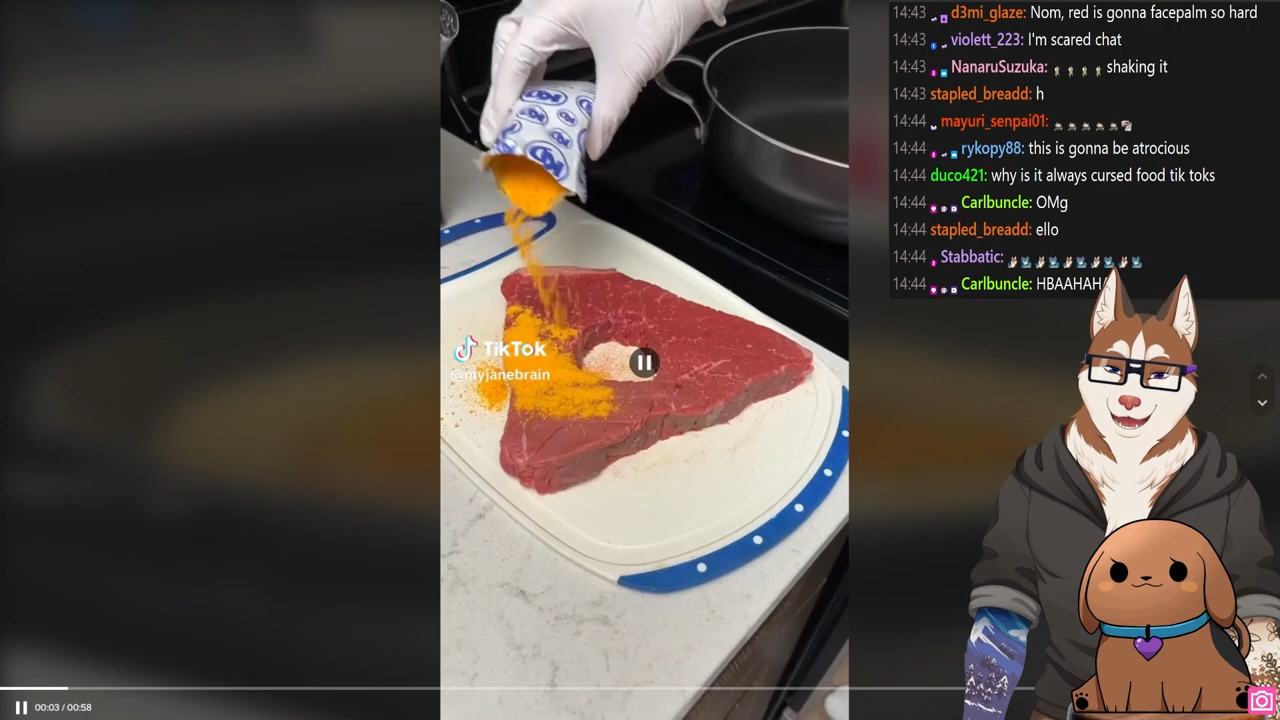 14:43 d3mi_glaze: Nom, red is gonna facepalm so hard
14:43 violett_223: I'm scared chat
14:43 NanaruSuzuka: shaking it
14:43 stapled_breadd: h
14:44 mayuri_senpai01:
14:44 rykopy88: this is gonna be atrocious
14:44 duco421: why is it always cursed food tik toks
14:44 Carlbuncle: OMg
14:44 stapled_breadd: ello
14:44 Stabbatic:
14:44 Carlbuncle: HBAAHAH
KD
TikTok
@myjanebrain
00:03 / 00:58